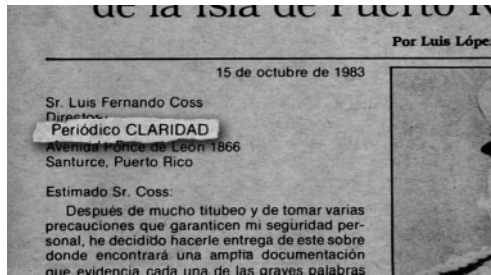 de la Isla de Puerto R
Por Luis Lópe
15 de octubre de 1983
Sr. Luis Fernando Coss
Director
Periódico CLARIDAD
Avenida Ponce de León 1866
Santurce, Puerto Rico
Estimado Sr. Coss:
Después de mucho titubeo y de tomar varias
precauciones que garanticen mi seguridad per-
sonal, he decidido hacerle entrega de este sobre
donde encontrará una amplia documentación
que evidencia cada una de las graves palabras